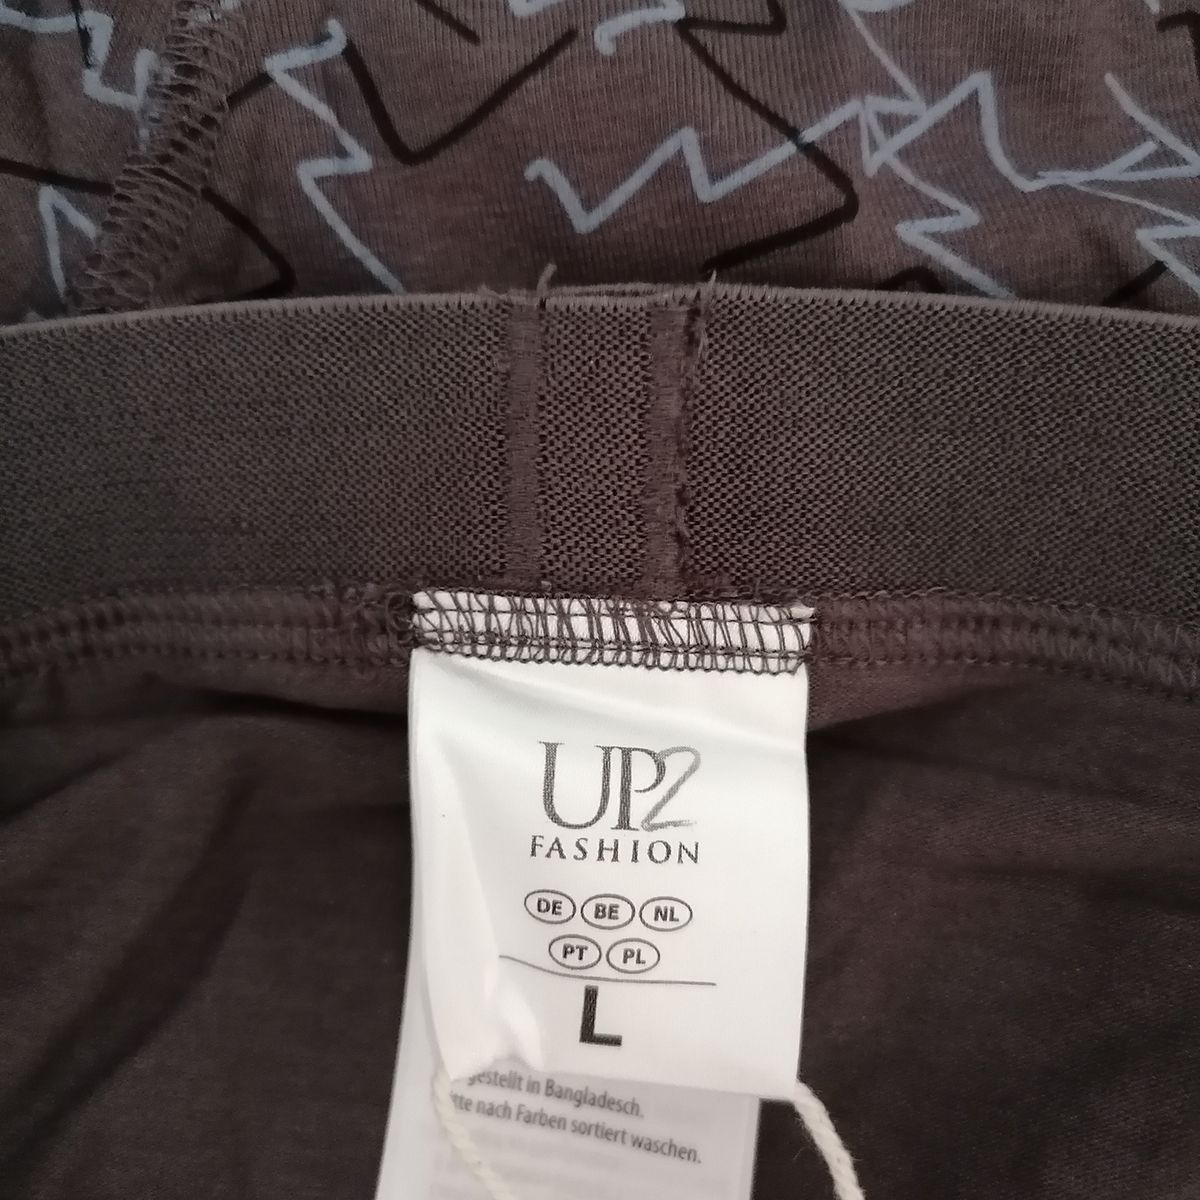 UP2
FASHION
DE BE NL
PT PL
L
gestellt in Bangladesch.
tte nach Farben sortiert waschen.